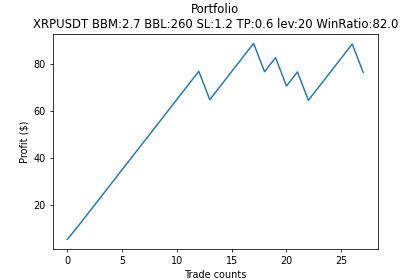 Portfolio
XRPUSDT BBM:2.7 BBL:260 SL:1.2 TP:0.6 lev:20 WinRatio:82.0
80
60
40
20
Profit ($)
0 5 10 15 20 25
Trade counts